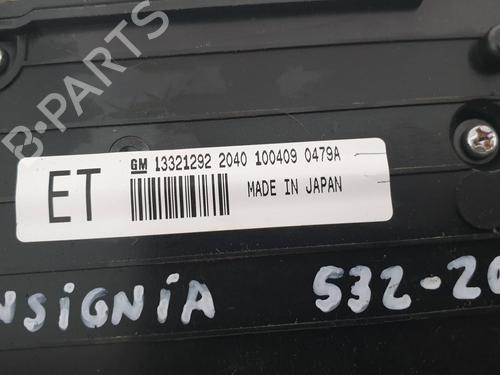 B-PARTS
GM 13321292 2040 100409 0479A
ET
MADE IN JAPAN
NSIGNIA 532-20